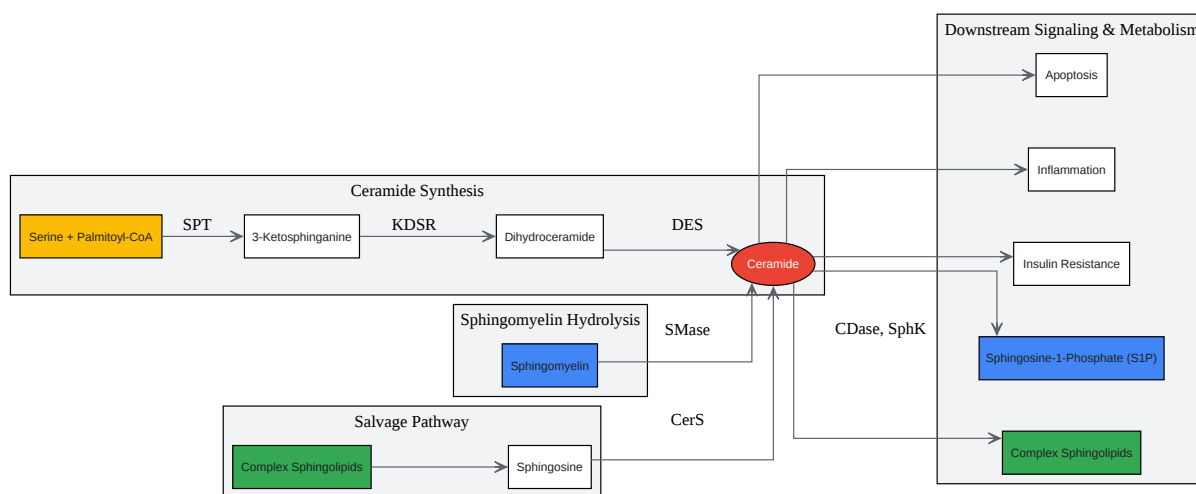 Downstream Signaling & Metabolism
Apoptosis
Inflammation
Ceramide Synthesis
Serine + Palmitoyl-CoA
SPT
3-Ketosphinganine
KDSR
Dihydroceramide
DES
Ceramide
Insulin Resistance
Sphingomyelin Hydrolysis
Sphingomyelin
SMase
CDase, SphK
Sphingosine-1-Phosphate (S1P)
Salvage Pathway
Complex Sphingolipids
Sphingosine
CerS
Complex Sphingolipids